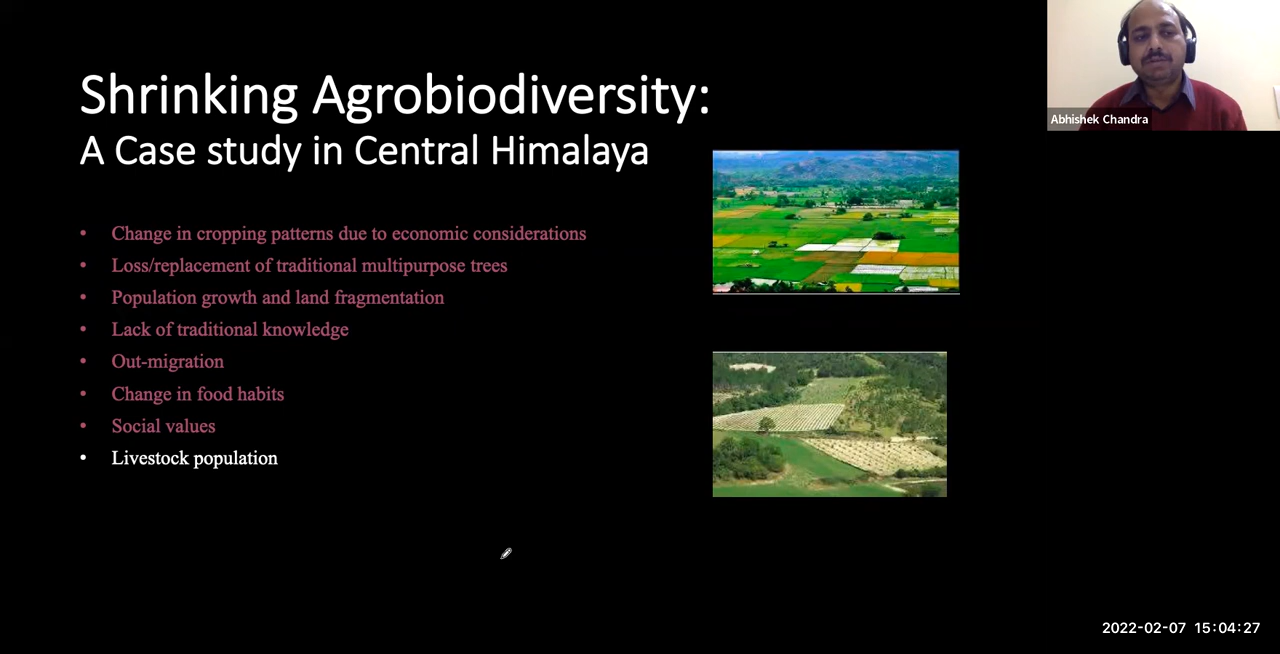 Shrinking Agrobiodiversity:
A Case study in Central Himalaya
Abhishek Chandra
• Change in cropping patterns due to economic considerations
• Loss/replacement of traditional multipurpose trees
• Population growth and land fragmentation
• Lack of traditional knowledge
• Out-migration
• Change in food habits
• Social values
• Livestock population
2022-02-07 15:04:27